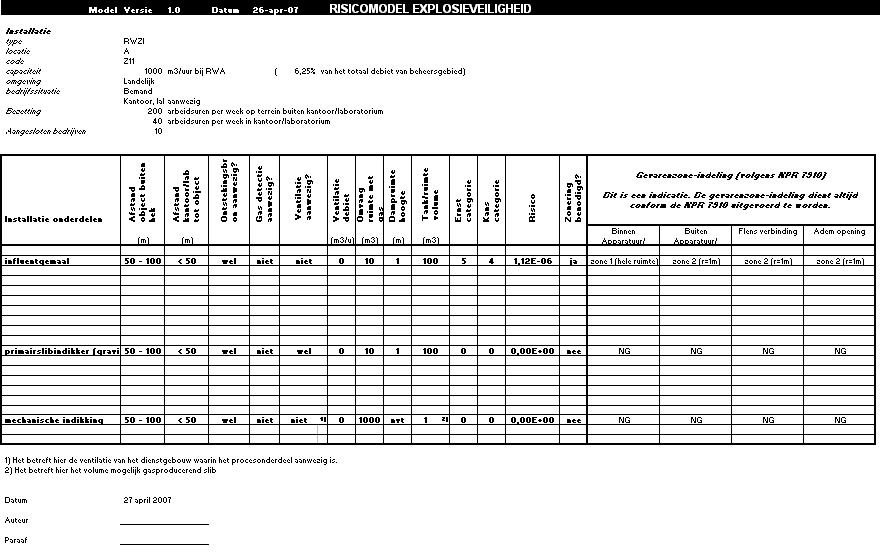 Model Versie 1.0 Datum 26-apr-07 RISICOMODEL EXPLOSIEVEILIGHEID
Installatie
type RWZI
locatie A
code Z11
capaciteit 1000 m3/uur bij RWA ( 6,25% van het totaal debiet van beheersgebied)
omgeving Landelijk
bedrijfssituatie Bemand
Kantoor, lal aanwezig
Bezetting 200 arbeidsuren per week op terrein buiten kantoor/laboratorium
40 arbeidsuren per week in kantoor/laboratorium
Aangesloten bedrijven 10
Installatie onderdelen
Afstand object buiten hek (m)
Afstand kantoor/lab tot object (m)
Ontstekingsbr on aanwezig?
Gas detectie aanwezig?
Ventilatie aanwezig?
Ventilatie debiet (m3/u)
Omvang ruimte met gas (m3)
Dampruimte hoogte (m)
Tank/ruimte volume (m3)
Ernst categorie
Kans categorie
Risico
Zonering benodigd?
Gevarenzone-indeling (volgens NPR 7910)
Dit is een indicatie. De gevarenzone-indeling dient altijd
conform de NPR 7910 uitgevoerd te worden.
Binnen Apparatuur/
Buiten Apparatuur/
Flens verbinding
Adem opening
influentgemaal 50 - 100 < 50 wel niet niet 0 10 1 100 5 4 1,12E-06 ja zone 1 (hele ruimte) zone 2 (r=1m) zone 2 (r=1m) zone 2 (r=1m)
primairslibindikker (gravi 50 - 100 < 50 wel niet wel 0 10 1 100 0 0 0,00E+00 nee NG NG NG NG
mechanische indikking 50 - 100 < 50 wel niet niet 1) 0 1000 nvt 1 2) 0 0 0,00E+00 nee NG NG NG NG
1) Het betreft hier de ventilatie van het dienstgebouw waarin het procesonderdeel aanwezig is.
2) Het betreft hier het volume mogelijk gasproducerend slib
Datum 27 april 2007
Auteur
Paraaf